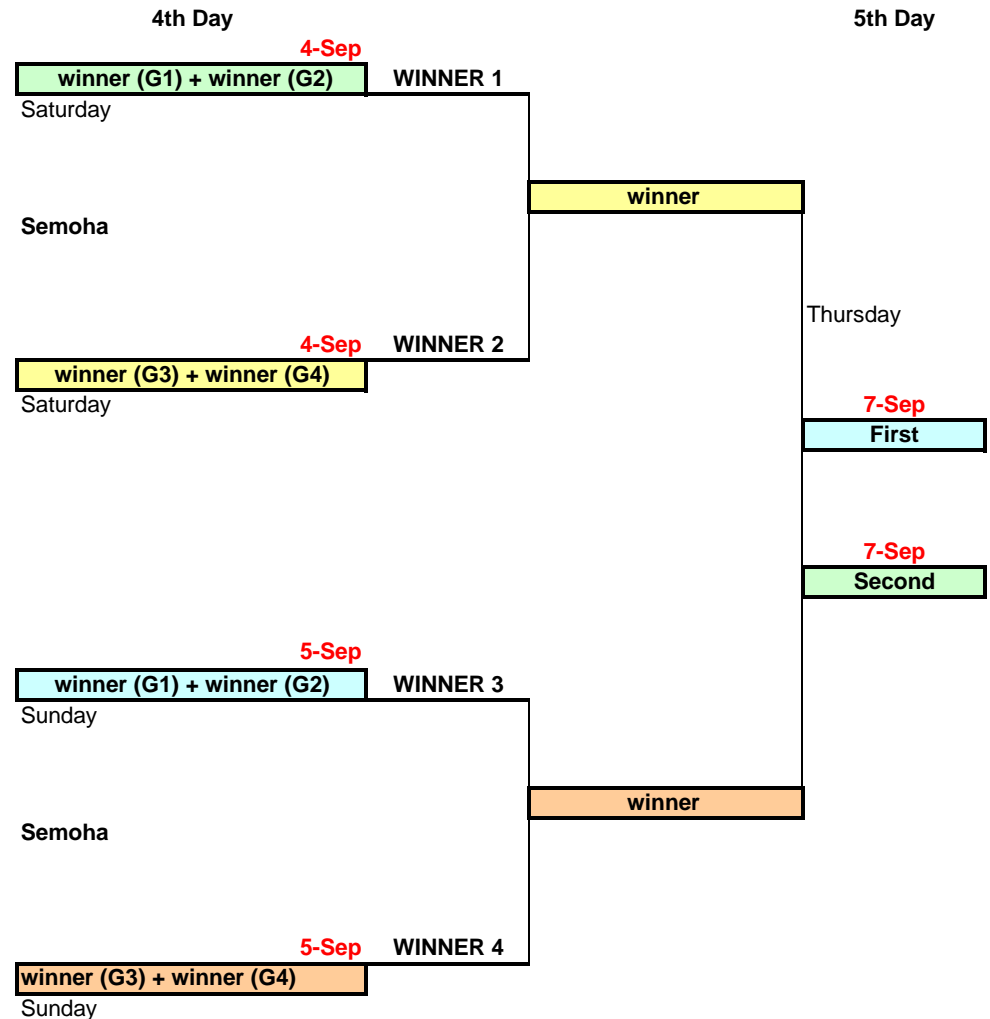 4th Day
5th Day
4-Sep
winner (G1) + winner (G2)
WINNER 1
Saturday
winner
Semoha
Thursday
4-Sep
WINNER 2
winner (G3) + winner (G4)
Saturday
7-Sep
First
7-Sep
Second
5-Sep
winner (G1) + winner (G2)
WINNER 3
Sunday
winner
Semoha
5-Sep
WINNER 4
winner (G3) + winner (G4)
Sunday